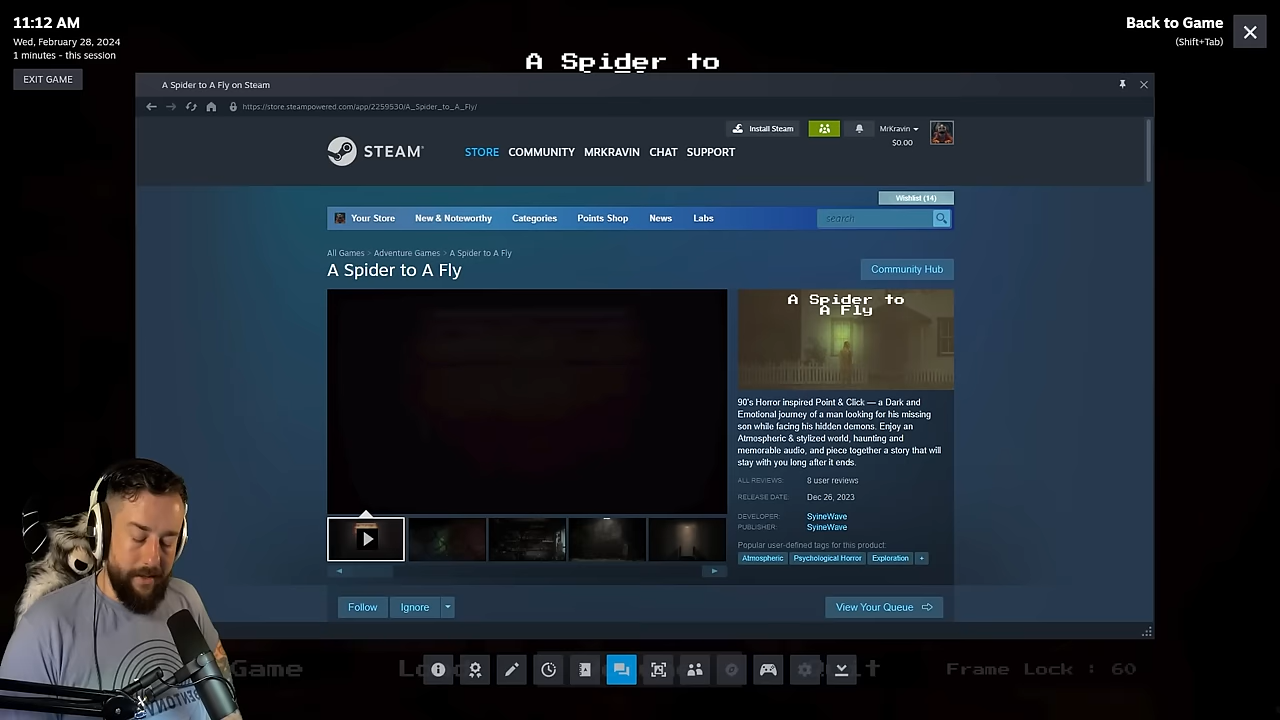 11:12 AM
Wed, February 28, 2024
1 minutes - this session
EXIT GAME
Back to Game
(Shift+Tab)
A Spider to
A Spider to A Fly on Steam
https://store.steampowered.com/app/2259530/A_Spider_to_A_Fly/
Install Steam
MrKravin
$0.00
STEAM
STORE COMMUNITY MRKRAVIN CHAT SUPPORT
Wishlist (14)
Your Store New & Noteworthy Categories Points Shop News Labs
search
All Games > Adventure Games > A Spider to A Fly
A Spider to A Fly
Community Hub
A Spider to
A Fly
90's Horror inspired Point & Click — a Dark and
Emotional journey of a man looking for his missing
son while facing his hidden demons. Enjoy an
Atmospheric & stylized world, haunting and
memorable audio, and piece together a story that will
stay with you long after it ends.
ALL REVIEWS: 8 user reviews
RELEASE DATE: Dec 26, 2023
DEVELOPER: SyineWave
PUBLISHER: SyineWave
Popular user-defined tags for this product:
Atmospheric Psychological Horror Exploration +
Follow Ignore
View Your Queue
Game
Frame Lock : 60